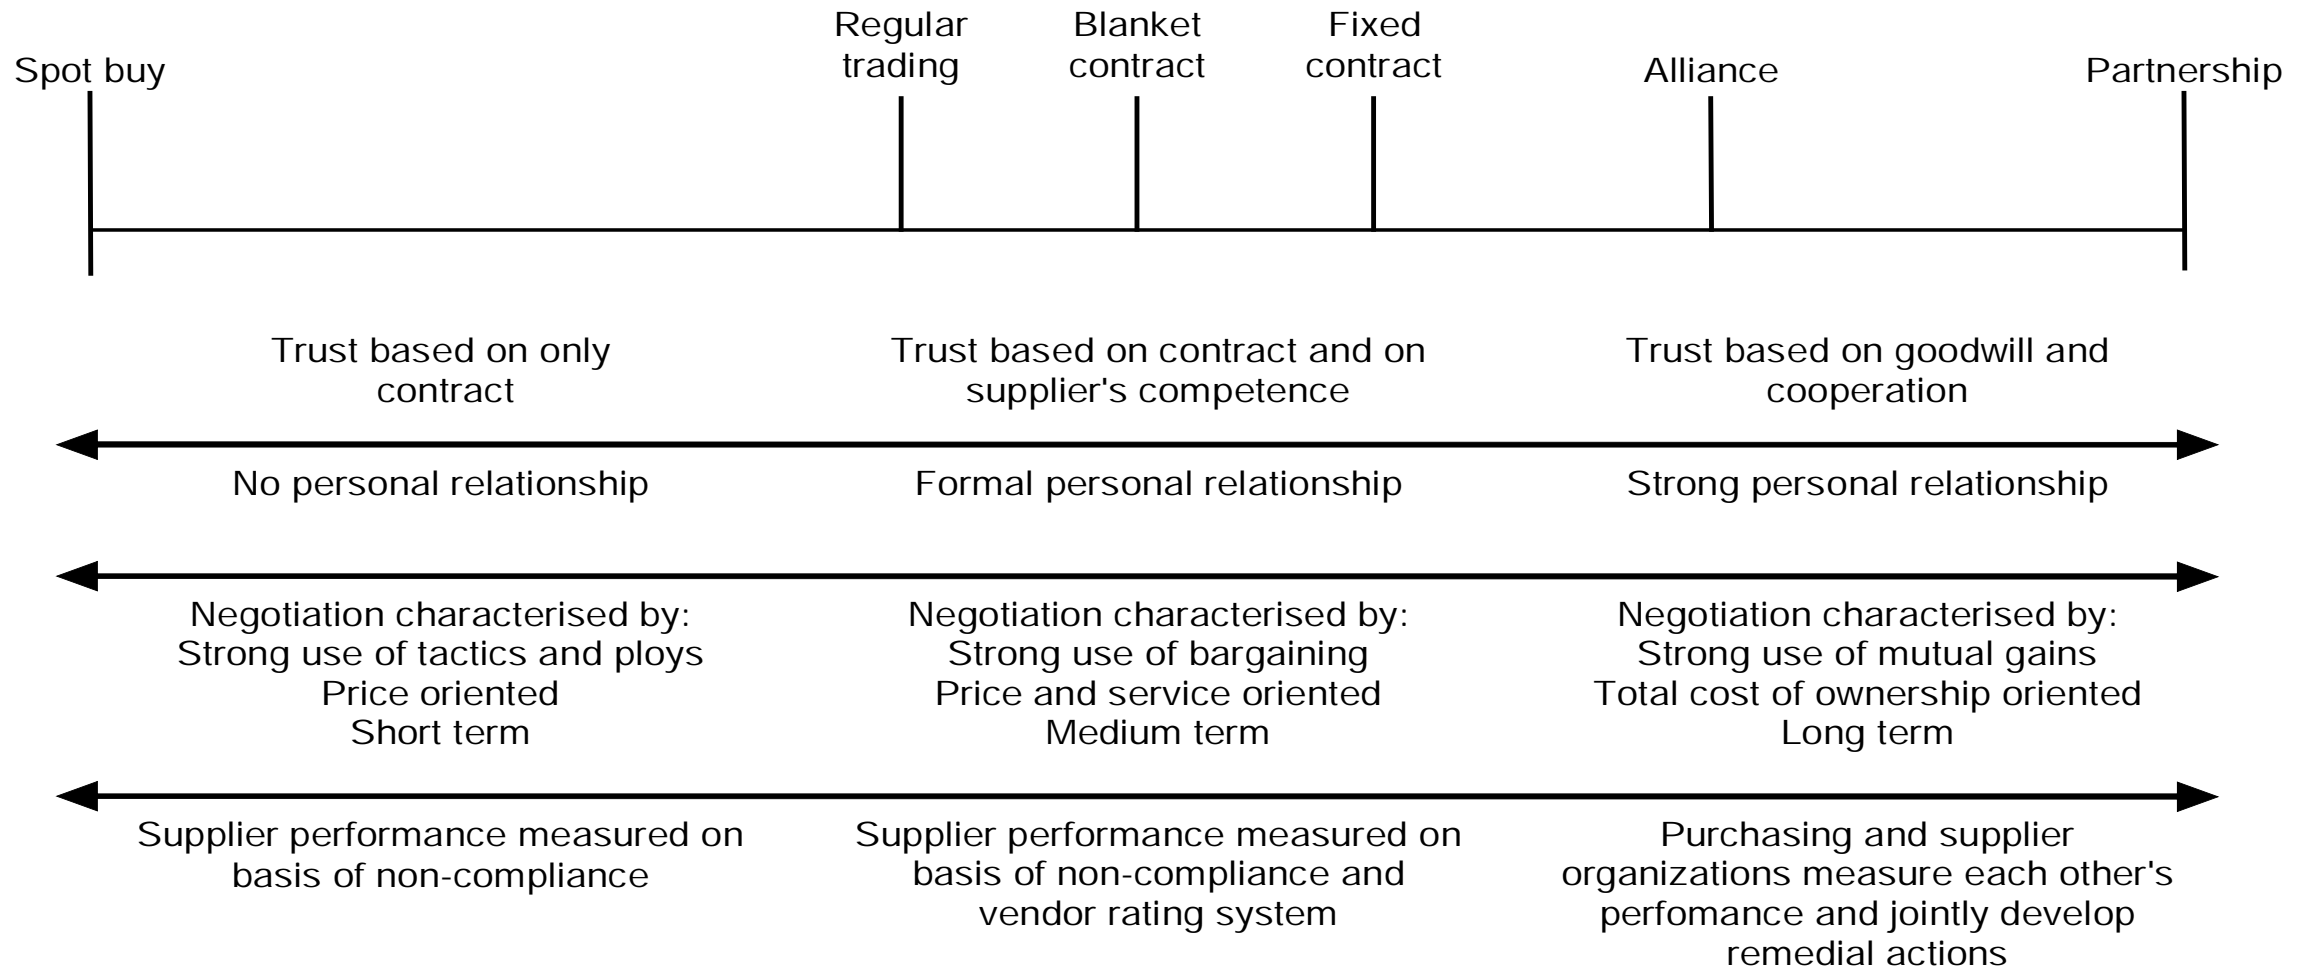 Spot buy
Regular
trading
Blanket
contract
Fixed
contract
Alliance
Partnership
Trust based on only
contract
Trust based on contract and on
supplier's competence
Trust based on goodwill and
cooperation
No personal relationship
Formal personal relationship
Strong personal relationship
Negotiation characterised by:
Strong use of tactics and ploys
Price oriented
Short term
Negotiation characterised by:
Strong use of bargaining
Price and service oriented
Medium term
Negotiation characterised by:
Strong use of mutual gains
Total cost of ownership oriented
Long term
Supplier performance measured on
basis of non-compliance
Supplier performance measured on
basis of non-compliance and
vendor rating system
Purchasing and supplier
organizations measure each other's
perfomance and jointly develop
remedial actions